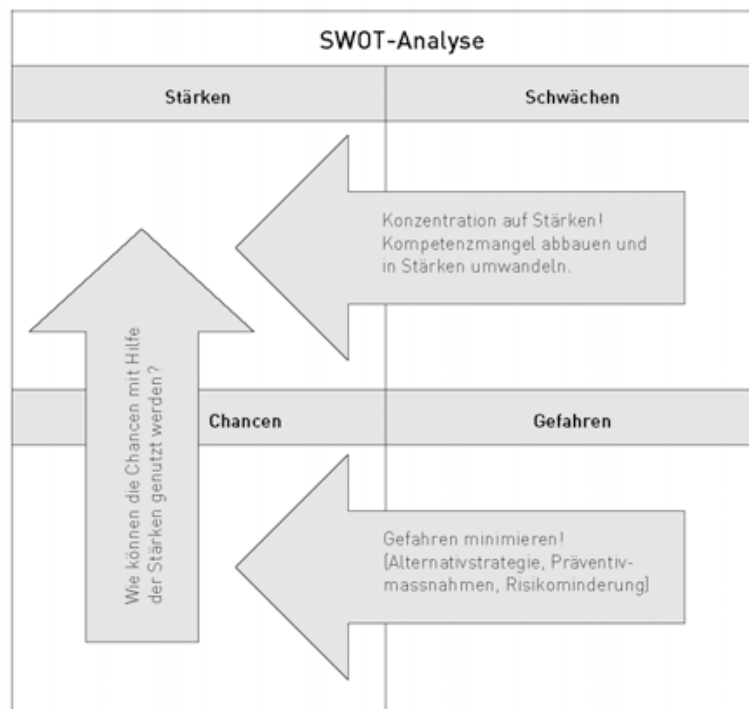 SWOT-Analyse
Stärken
Schwächen
Konzentration auf Stärken!
Kompetenzmangel abbauen und
in Stärken umwandeln.
Wie können die Chancen mit Hilfe
der Stärken genutzt werden?
Chancen
Gefahren
Gefahren minimieren!
(Alternativstrategie, Präventiv-
massnahmen, Risikominderung)